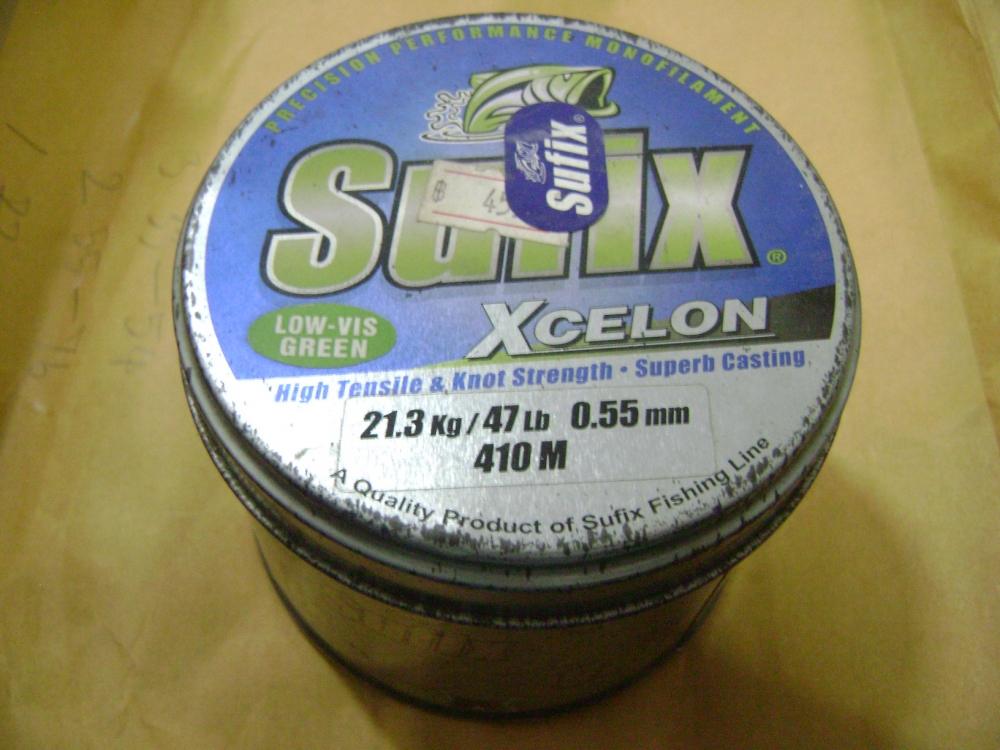 PRECISION PERFORMANCE MONOFILAMENT
Sufix®
฿ 45
Sufix®
LOW-VIS
GREEN
XCELON
High Tensile & Knot Strength • Superb Casting
21.3 Kg / 47 Lb 0.55 mm
410 M
A Quality Product of Sufix Fishing Line